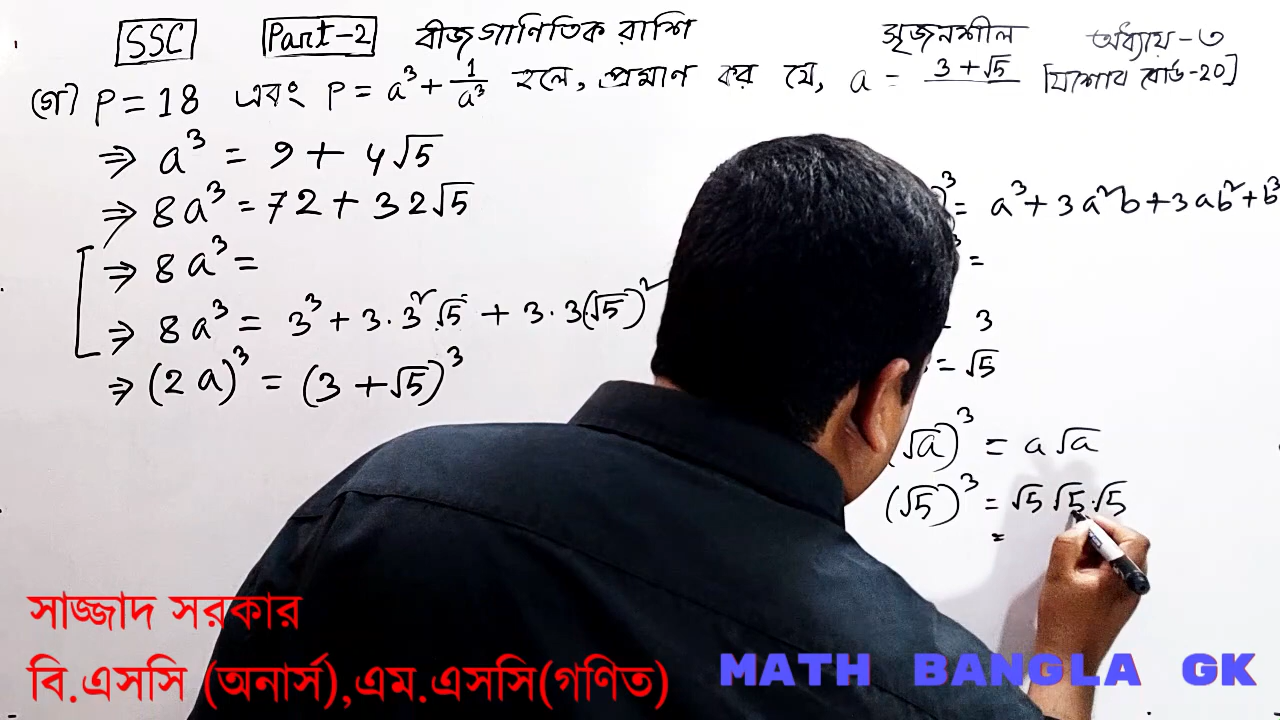 SSC Part-2 বীজগাণিতিক রাশি সৃজনশীল অধ্যায়-৩
(গ) P = 18 এবং P = a³ + 1/a³ হলে, প্রমাণ কর যে, a = 3 + √5 [যশোর বোর্ড-20]
⇒ a³ = 9 + 4√5
⇒ 8a³ = 72 + 32√5
⇒ 8a³ =
⇒ 8a³ = 3³ + 3·3²√5 + 3·3(√5)²
⇒ (2a)³ = (3 + √5)³
)³ = a³ + 3a²b + 3ab² + b³
³ =
3
= √5
(√a)³ = a√a
(√5)³ = √5 √5·√5
=
সাজ্জাদ সরকার
বি.এসসি (অনার্স),এম.এসসি(গণিত)
MATH BANGLA GK